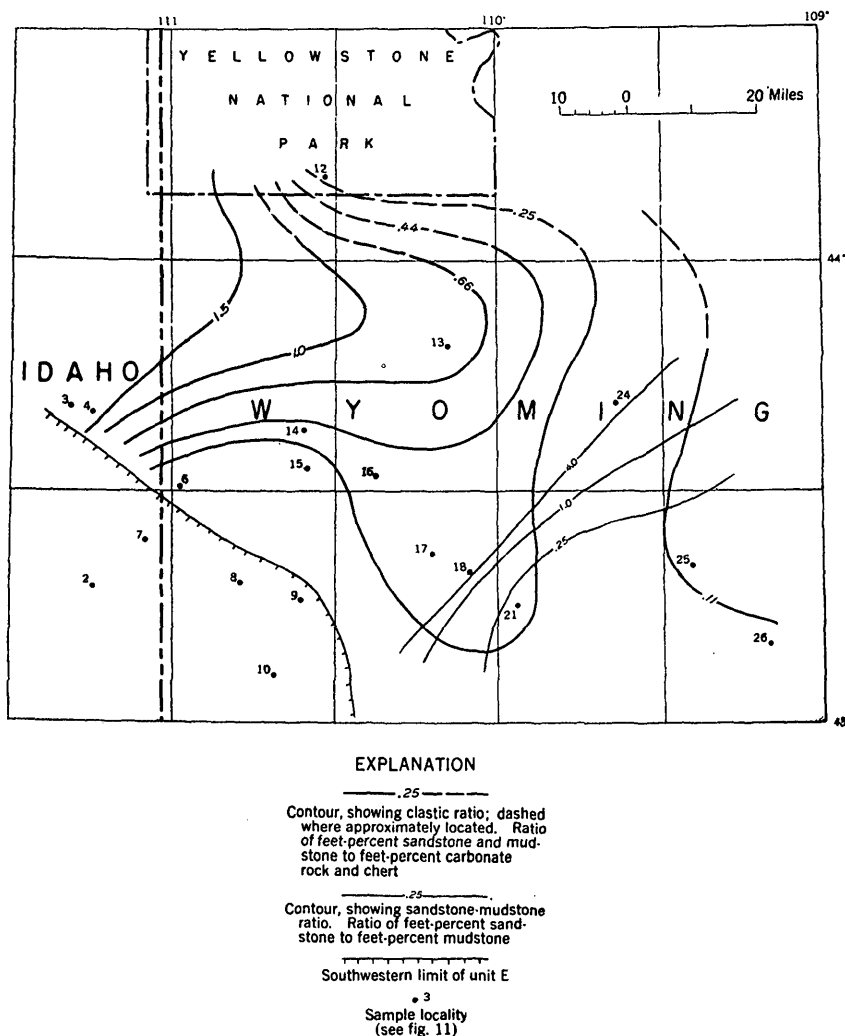 111
110°
109°
YELLOWSTONE
NATIONAL
PARK
10 0 20 Miles
12
.25
.44
.66
44°
1.5
1.0
13
IDAHO
WYOMING
3
4
24
14
15
16
6
4.0
1.0
.25
7
17
18
25
2
8
9
21
.11
26
10
43
EXPLANATION
.25
Contour, showing clastic ratio; dashed
where approximately located. Ratio
of feet-percent sandstone and mud-
stone to feet-percent carbonate
rock and chert
.25
Contour, showing sandstone-mudstone
ratio. Ratio of feet-percent sand-
stone to feet-percent mudstone
Southwestern limit of unit E
3
Sample locality
(see fig. 11)